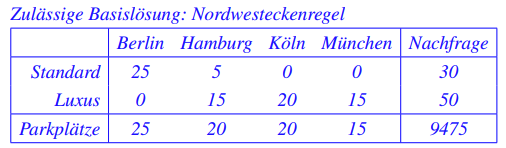 Zulässige Basislösung: Nordwesteckenregel
Berlin Hamburg Köln München Nachfrage
Standard 25 5 0 0 30
Luxus 0 15 20 15 50
Parkplätze 25 20 20 15 9475